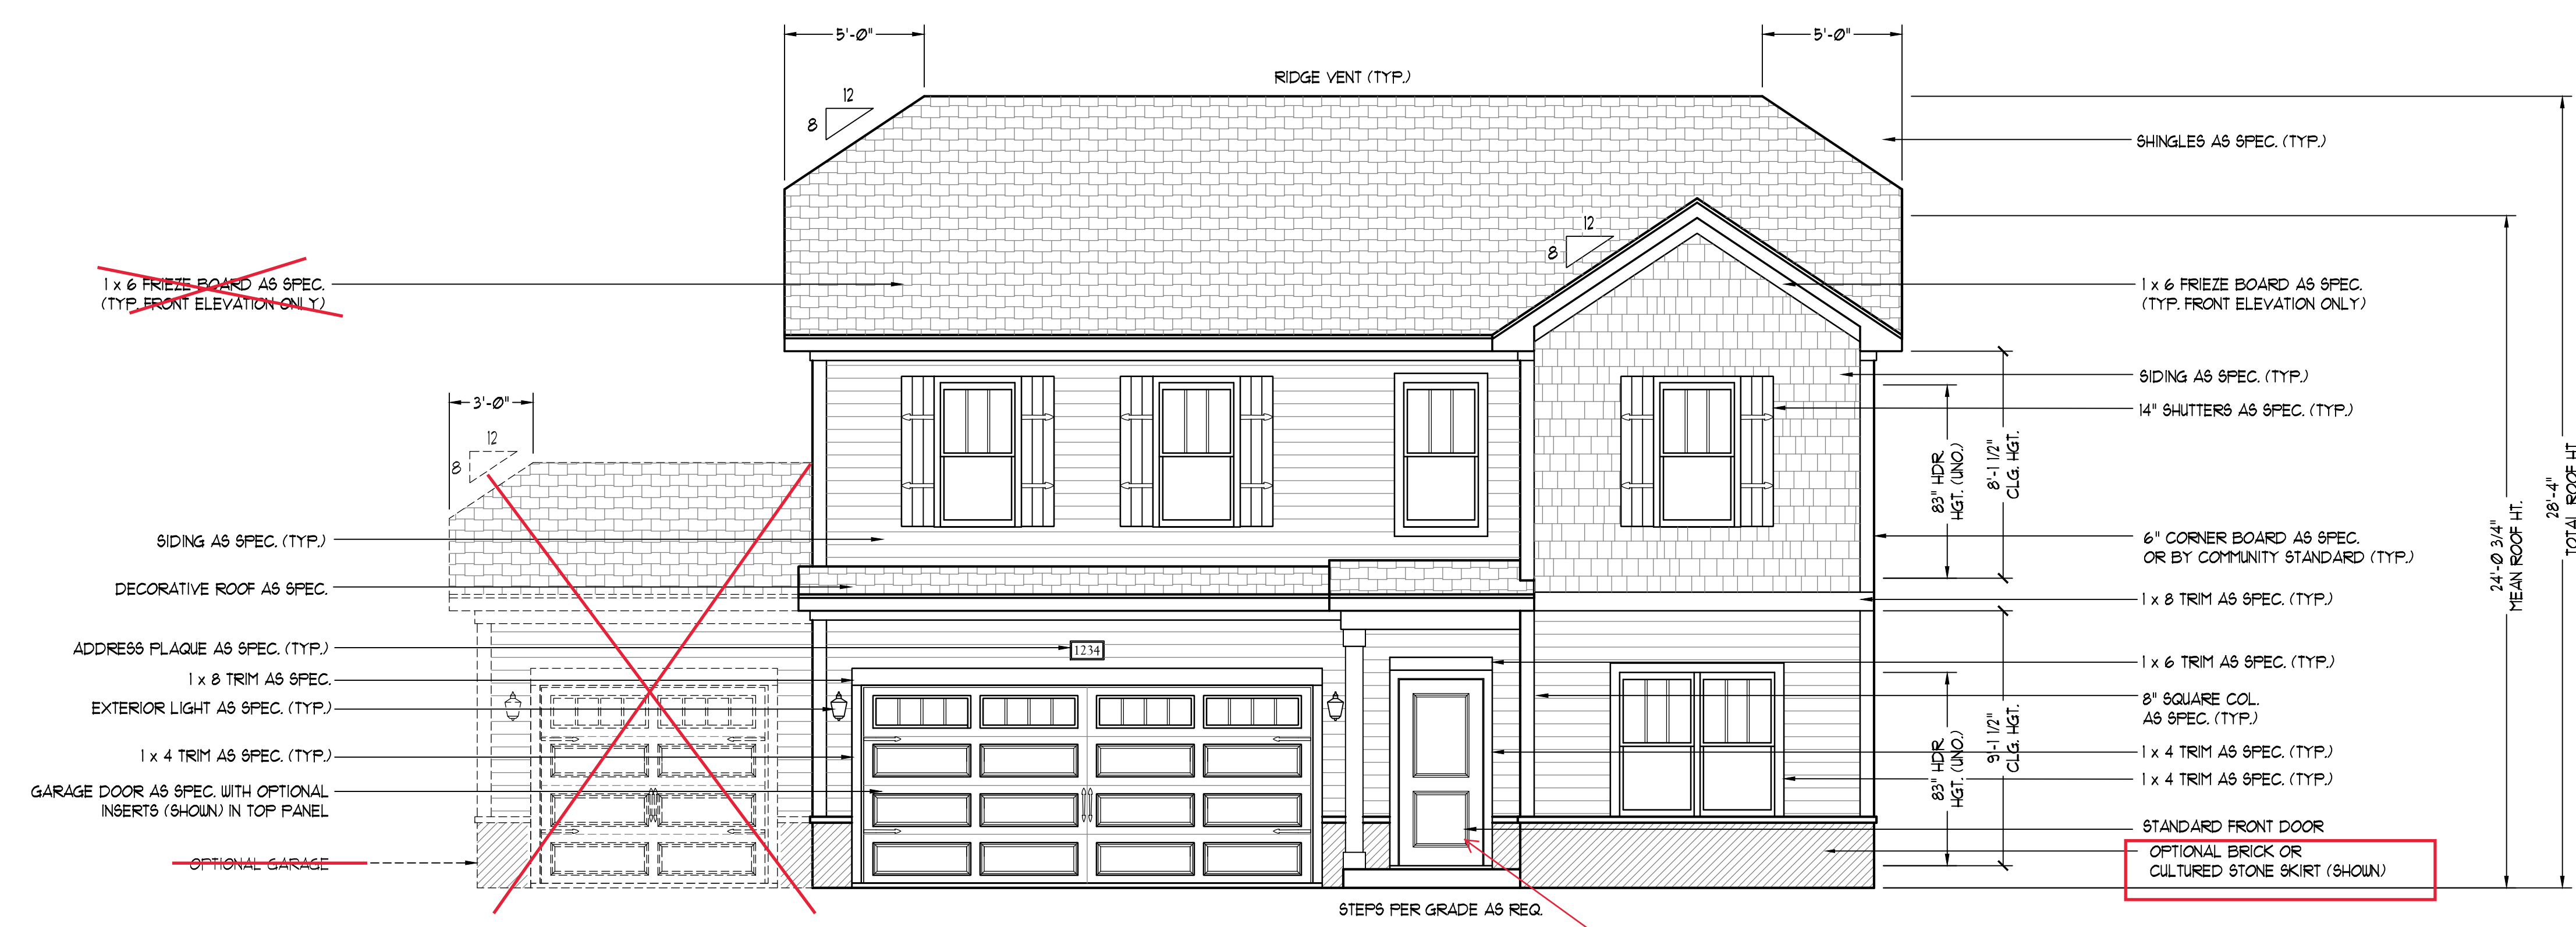 5'-0"
5'-0"
RIDGE VENT (TYP.)
12
8
SHINGLES AS SPEC. (TYP.)
12
8
1 x 6 FRIEZE BOARD AS SPEC.
(TYP. FRONT ELEVATION ONLY)
1 x 6 FRIEZE BOARD AS SPEC.
(TYP. FRONT ELEVATION ONLY)
SIDING AS SPEC. (TYP.)
14" SHUTTERS AS SPEC. (TYP.)
3'-0"
12
8
83" HDR.
HGT. (UNO.)
8'-1 1/2"
CLG. HGT.
24'-0 3/4"
MEAN ROOF HT.
28'-4"
TOTAL ROOF HT.
SIDING AS SPEC. (TYP.)
6" CORNER BOARD AS SPEC.
OR BY COMMUNITY STANDARD (TYP.)
DECORATIVE ROOF AS SPEC.
1 x 8 TRIM AS SPEC. (TYP.)
ADDRESS PLAQUE AS SPEC. (TYP.)
1234
1 x 6 TRIM AS SPEC. (TYP.)
1 x 8 TRIM AS SPEC.
8" SQUARE COL.
AS SPEC. (TYP.)
EXTERIOR LIGHT AS SPEC. (TYP.)
83" HDR.
HGT. (UNO.)
9'-1 1/2"
CLG. HGT.
1 x 4 TRIM AS SPEC. (TYP.)
1 x 4 TRIM AS SPEC. (TYP.)
1 x 4 TRIM AS SPEC. (TYP.)
GARAGE DOOR AS SPEC. WITH OPTIONAL
INSERTS (SHOWN) IN TOP PANEL
STANDARD FRONT DOOR
OPTIONAL BRICK OR
CULTURED STONE SKIRT (SHOWN)
OPTIONAL GARAGE
STEPS PER GRADE AS REQ.